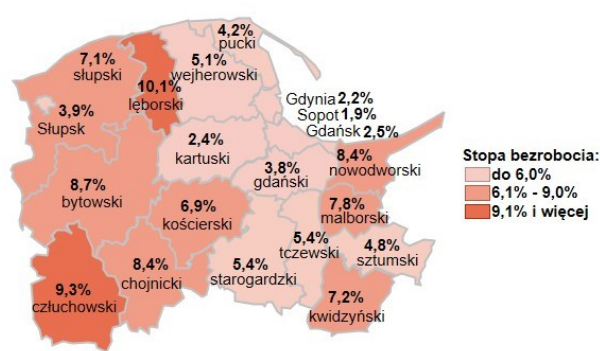 4,2%
pucki
7,1%
słupski
5,1%
wejherowski
10,1%
lęborski
Gdynia 2,2%
Sopot 1,9%
Gdańsk 2,5%
3,9%
Słupsk
2,4%
kartuski
3,8%
gdański
8,4%
nowodworski
Stopa bezrobocia:
do 6,0%
6,1% - 9,0%
9,1% i więcej
8,7%
bytowski
6,9%
kościerski
7,8%
malborski
5,4%
tczewski
4,8%
sztumski
9,3%
człuchowski
8,4%
chojnicki
5,4%
starogardzki
7,2%
kwidzyński